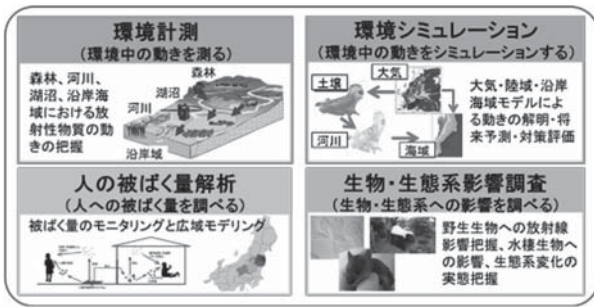 環境計測
(環境中の動きを測る)
森林、河川、
湖沼、沿岸海
域における放
射性物質の動
きの把握
森林
湖沼
河川
沿岸域
環境シミュレーション
(環境中の動きをシミュレーションする)
土壌
大気
河川
海域
大気・陸域・沿岸
海域モデルによ
る動きの解明・将
来予測・対策評価
人の被ばく量解析
(人への被ばく量を調べる)
被ばく量のモニタリングと広域モデリング
生物・生態系影響調査
(生物・生態系への影響を調べる)
野生生物への放射線
影響把握、水棲生物へ
の影響、生態系変化の
実態把握